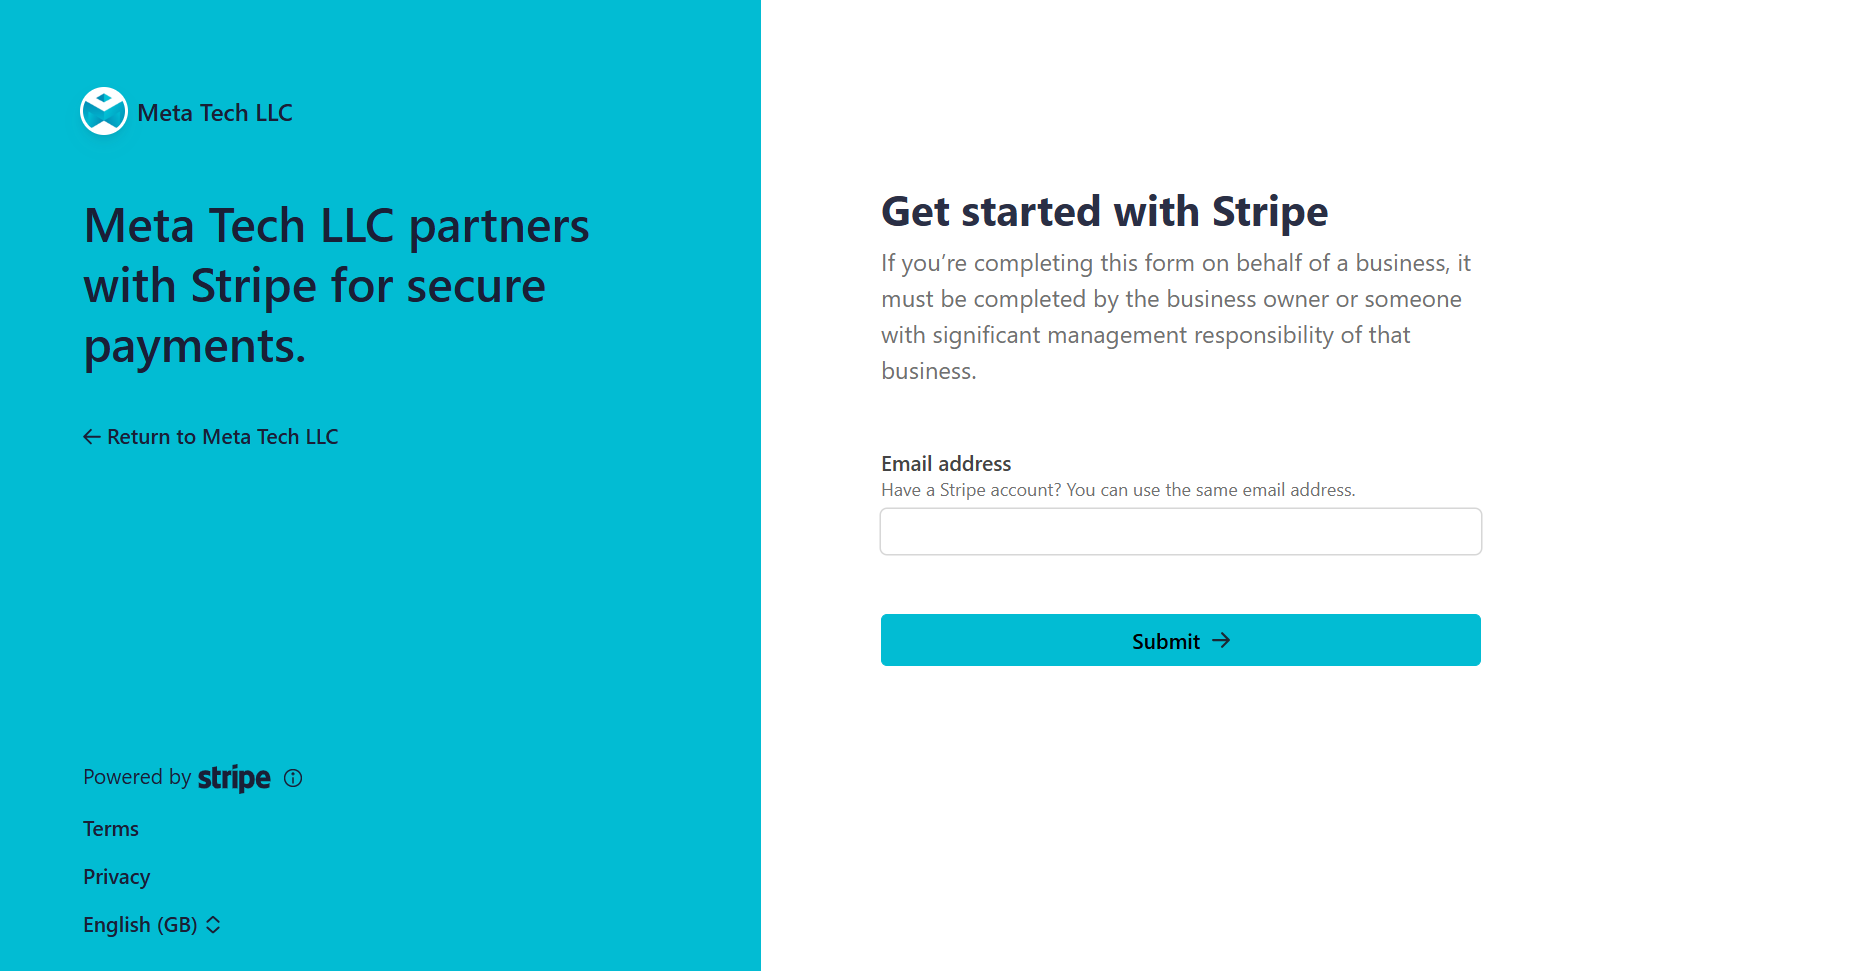 Meta Tech LLC
Meta Tech LLC partners
with Stripe for secure
payments.
← Return to Meta Tech LLC
Powered by stripe
Terms
Privacy
English (GB)
Get started with Stripe
If you’re completing this form on behalf of a business, it
must be completed by the business owner or someone
with significant management responsibility of that
business.
Email address
Have a Stripe account? You can use the same email address.
Submit →